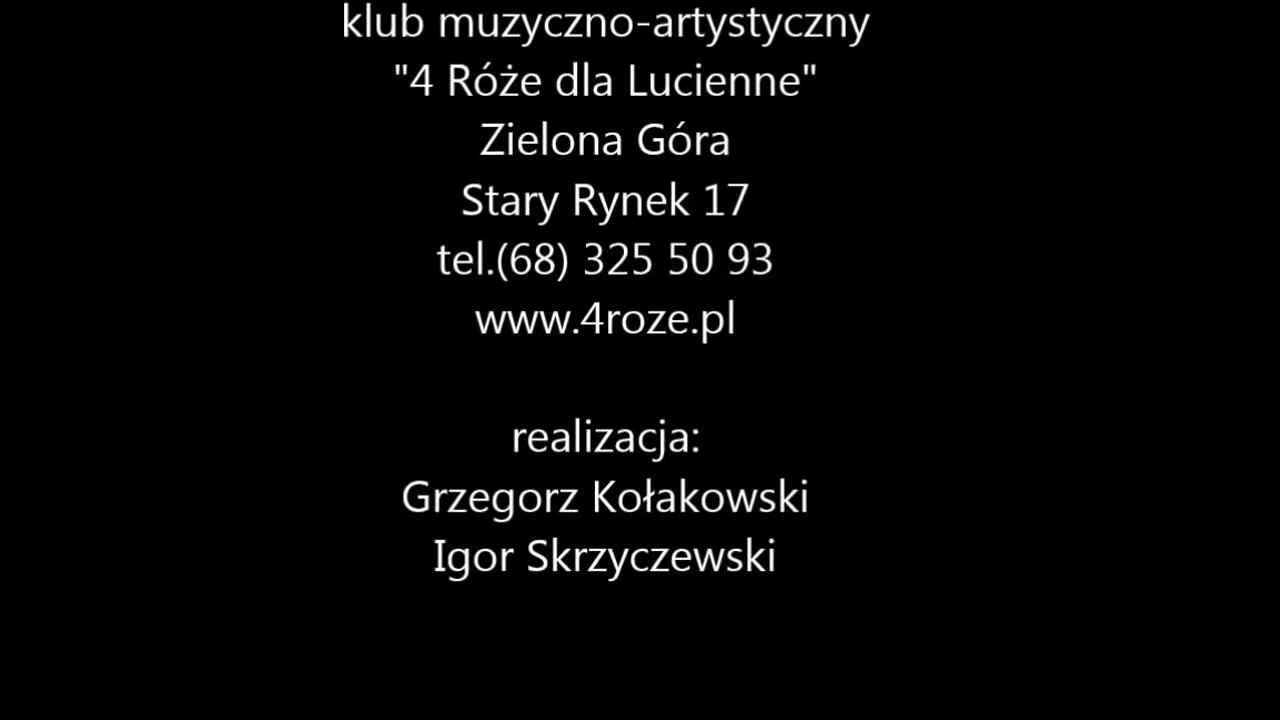 klub muzyczno-artystyczny
"4 Róże dla Lucienne"
Zielona Góra
Stary Rynek 17
tel.(68) 325 50 93
www.4roze.pl
realizacja:
Grzegorz Kołakowski
Igor Skrzyczewski